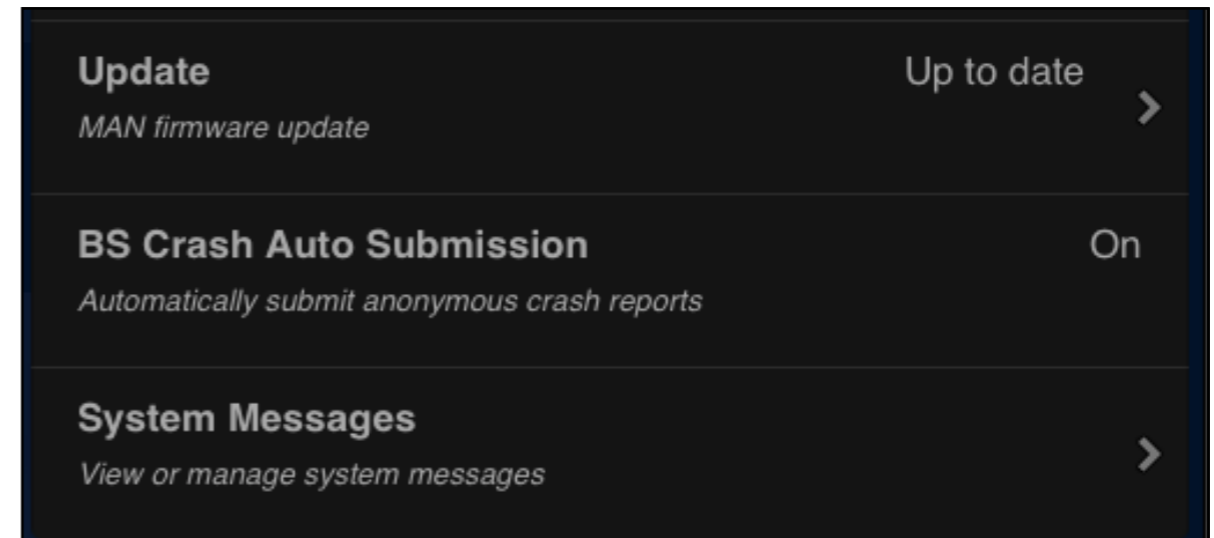 Update
Up to date
MAN firmware update
BS Crash Auto Submission
On
Automatically submit anonymous crash reports
System Messages
View or manage system messages